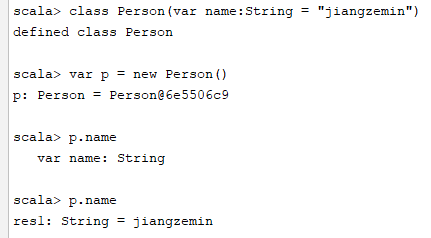 scala> class Person(var name:String = "jiangzemin")
defined class Person
scala> var p = new Person()
p: Person = Person@6e5506c9
scala> p.name
var name: String
scala> p.name
res1: String = jiangzemin